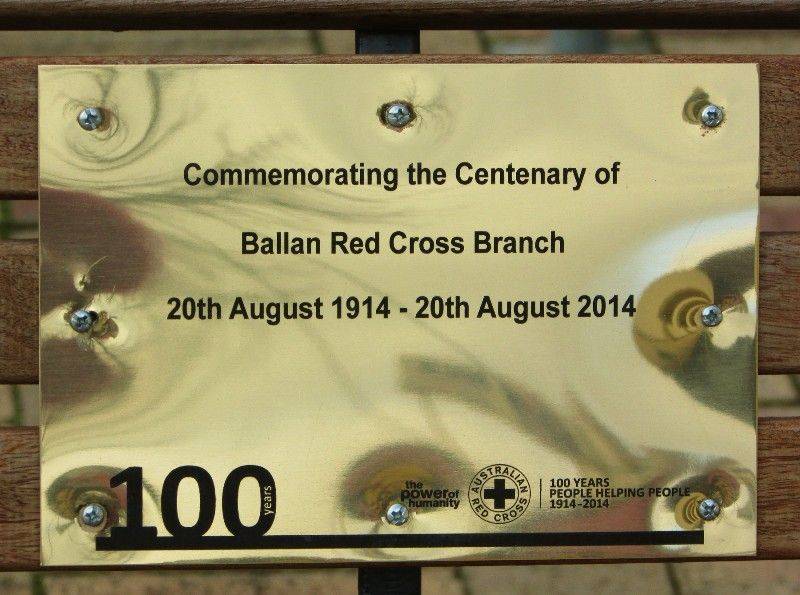 Commemorating the Centenary of
Ballan Red Cross Branch
20th August 1914 - 20th August 2014
100 years
the
power of
humanity
AUSTRALIAN RED CROSS
100 YEARS
PEOPLE HELPING PEOPLE
1914-2014